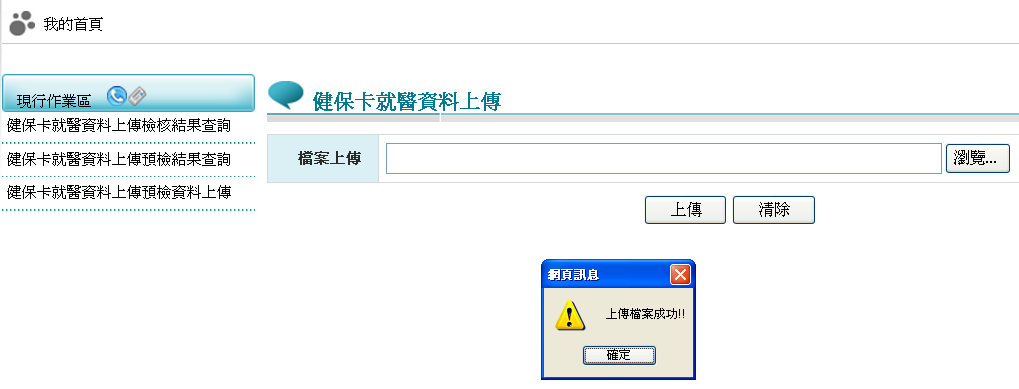 我的首頁
現行作業區
健保卡就醫資料上傳檢核結果查詢
健保卡就醫資料上傳預檢結果查詢
健保卡就醫資料上傳預檢資料上傳
健保卡就醫資料上傳
檔案上傳
瀏覽...
上傳
清除
網頁訊息
上傳檔案成功!!
確定